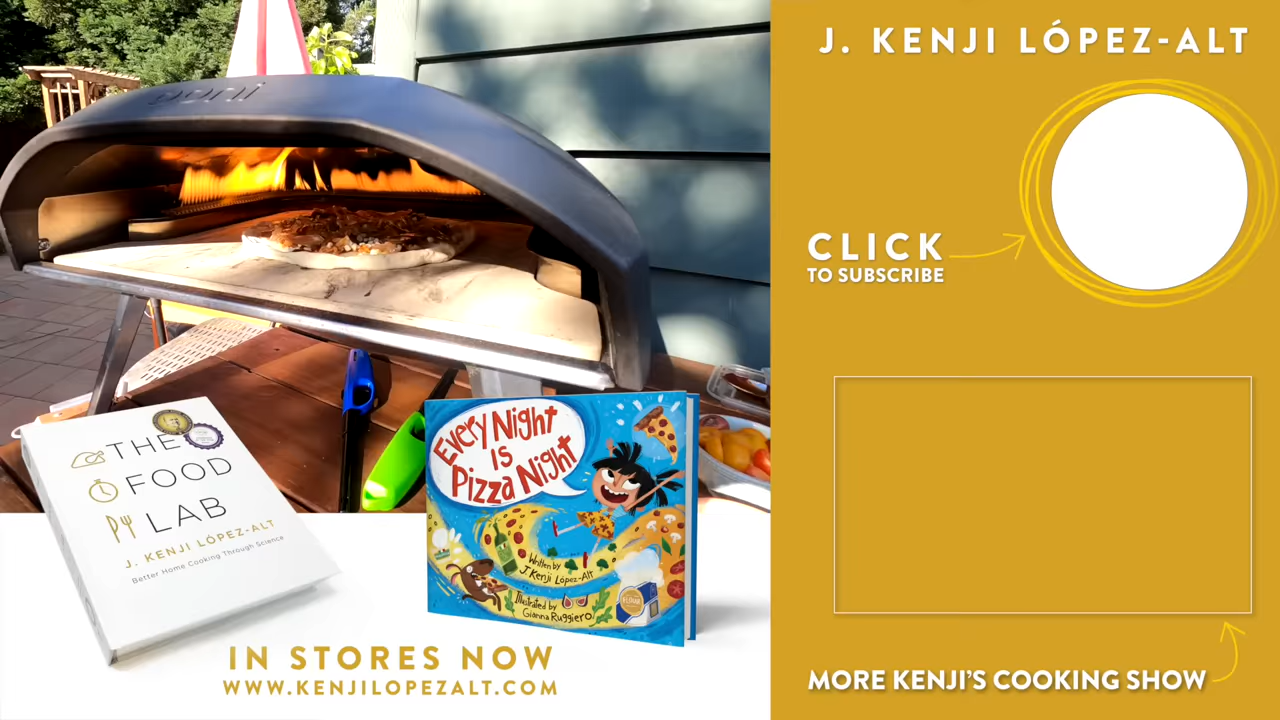 ooni
THE
FOOD
LAB
J. KENJI LÓPEZ-ALT
Better Home Cooking Through Science
Every Night
Is
Pizza Night
Written by
J. Kenji López-Alt
Illustrated by
Gianna Ruggiero
FLOUR
IN STORES NOW
WWW.KENJILOPEZALT.COM
J. KENJI LÓPEZ-ALT
CLICK
TO SUBSCRIBE
MORE KENJI'S COOKING SHOW